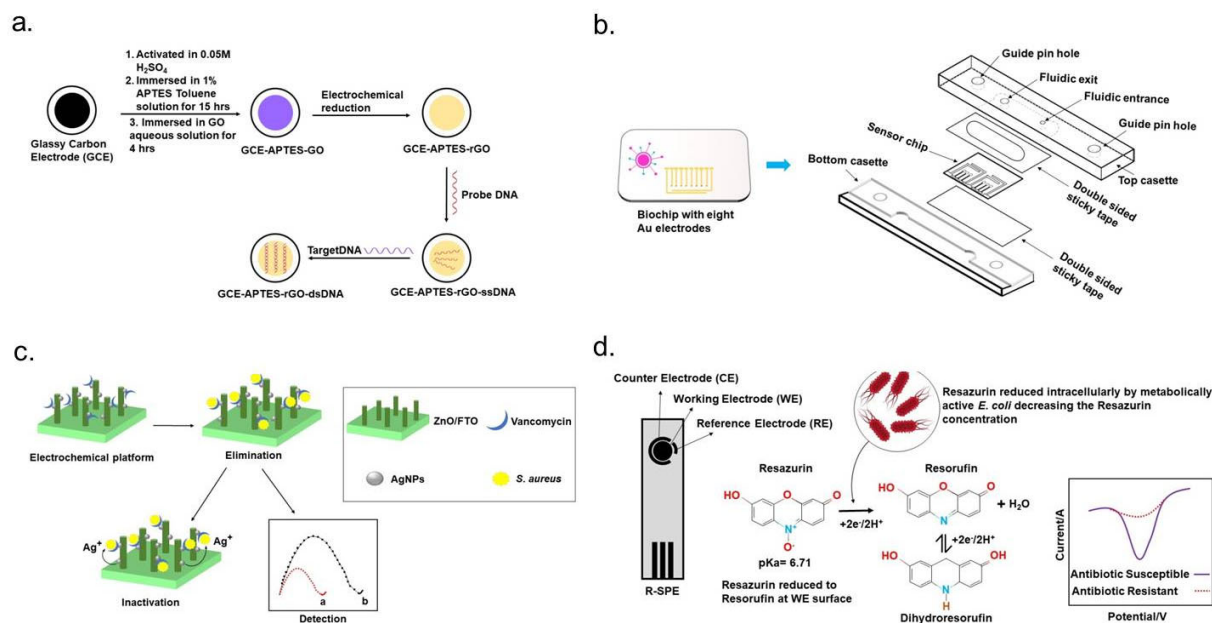 a.
1. Activated in 0.05M
H2SO4
2. Immersed in 1%
APTES Toluene
solution for 15 hrs
3. Immersed in GO
aqueous solution for
4 hrs
Electrochemical
reduction
Glassy Carbon
Electrode (GCE)
GCE-APTES-GO
GCE-APTES-rGO
Probe DNA
TargetDNA
GCE-APTES-rGO-dsDNA
GCE-APTES-rGO-ssDNA
b.
Guide pin hole
Fluidic exit
Fluidic entrance
Guide pin hole
Sensor chip
Bottom casette
Top casette
Double sided
sticky tape
Double sided
sticky tape
Biochip with eight
Au electrodes
c.
Electrochemical platform
Elimination
ZnO/FTO
Vancomycin
AgNPs
S. aureus
Ag+
Ag+
Inactivation
a
b
Detection
d.
Counter Electrode (CE)
Working Electrode (WE)
Reference Electrode (RE)
R-SPE
Resazurin reduced intracellularly by metabolically
active E. coli decreasing the Resazurin
concentration
Resazurin
HO
O
O
N+
O-
pKa= 6.71
Resazurin reduced to
Resorufin at WE surface
+2e-/2H+
Resorufin
HO
O
O
N
+ H2O
+2e-/2H+
HO
OH
N
H
Dihydroresorufin
Current/A
Antibiotic Susceptible
Antibiotic Resistant
Potential/V